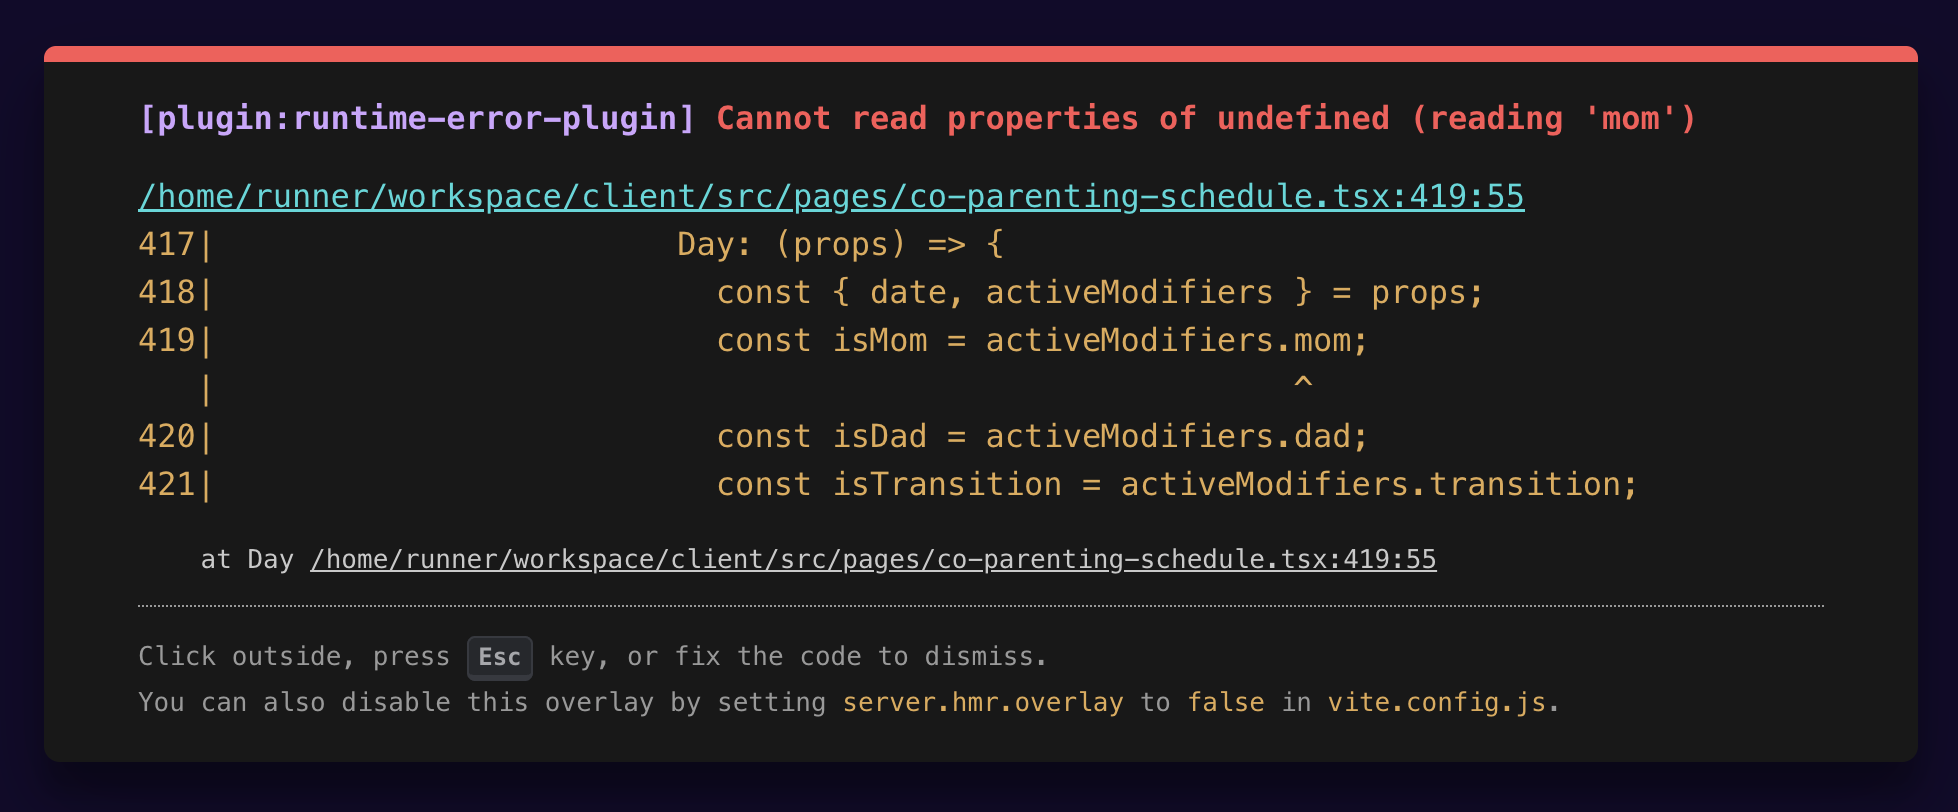 [plugin:runtime-error-plugin] Cannot read properties of undefined (reading 'mom')
/home/runner/workspace/client/src/pages/co-parenting-schedule.tsx:419:55
417|                        Day: (props) => {
418|                          const { date, activeModifiers } = props;
419|                          const isMom = activeModifiers.mom;
   |                                                        ^
420|                          const isDad = activeModifiers.dad;
421|                          const isTransition = activeModifiers.transition;
    at Day /home/runner/workspace/client/src/pages/co-parenting-schedule.tsx:419:55
Click outside, press Esc key, or fix the code to dismiss.
You can also disable this overlay by setting server.hmr.overlay to false in vite.config.js.